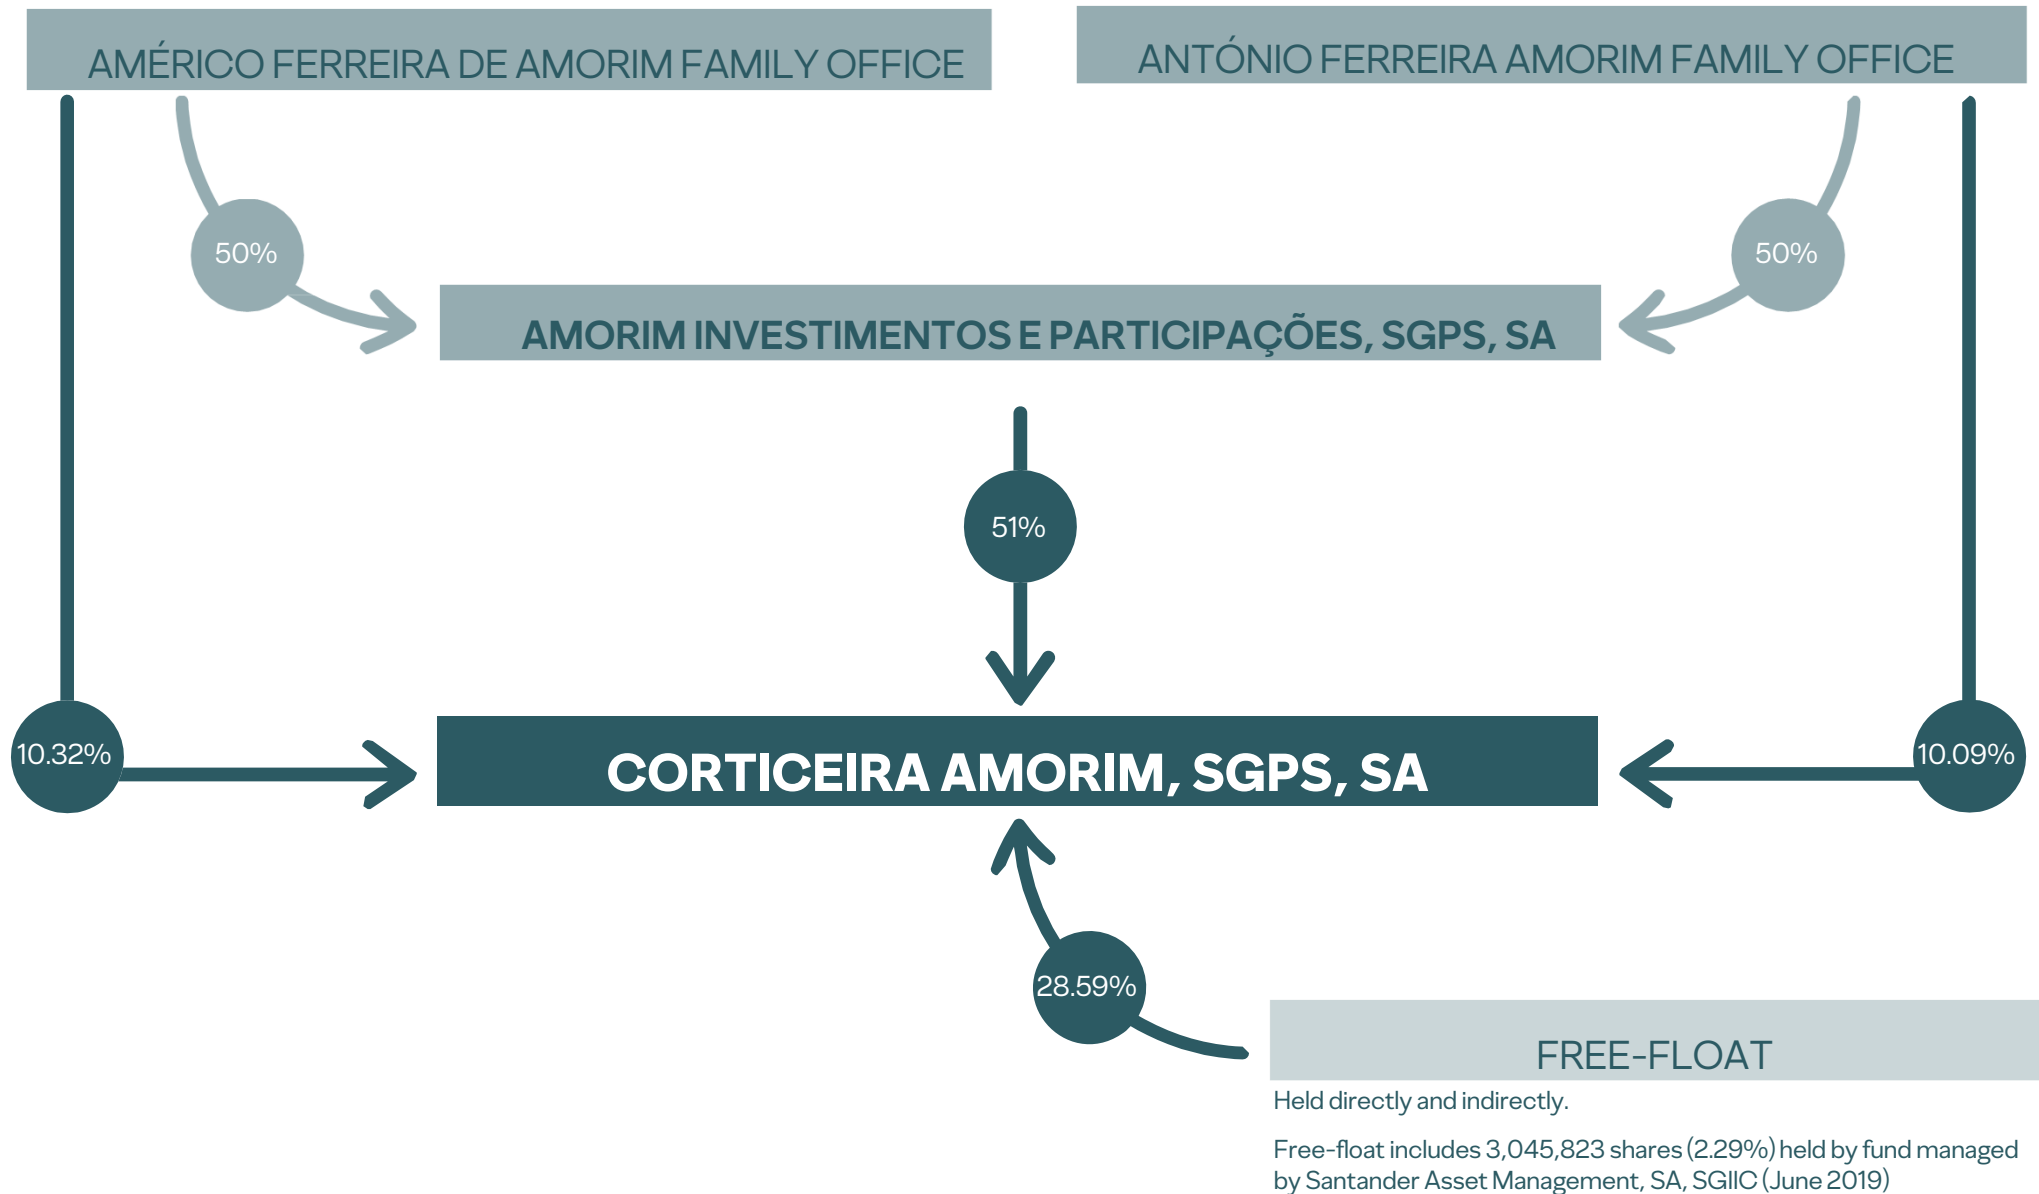 AMÉRICO FERREIRA DE AMORIM FAMILY OFFICE
ANTÓNIO FERREIRA AMORIM FAMILY OFFICE
50%
50%
AMORIM INVESTIMENTOS E PARTICIPAÇÕES, SGPS, SA
51%
10.32%
10.09%
CORTICEIRA AMORIM, SGPS, SA
28.59%
FREE-FLOAT
Held directly and indirectly.
Free-float includes 3,045,823 shares (2.29%) held by fund managed
by Santander Asset Management, SA, SGIIC (June 2019)